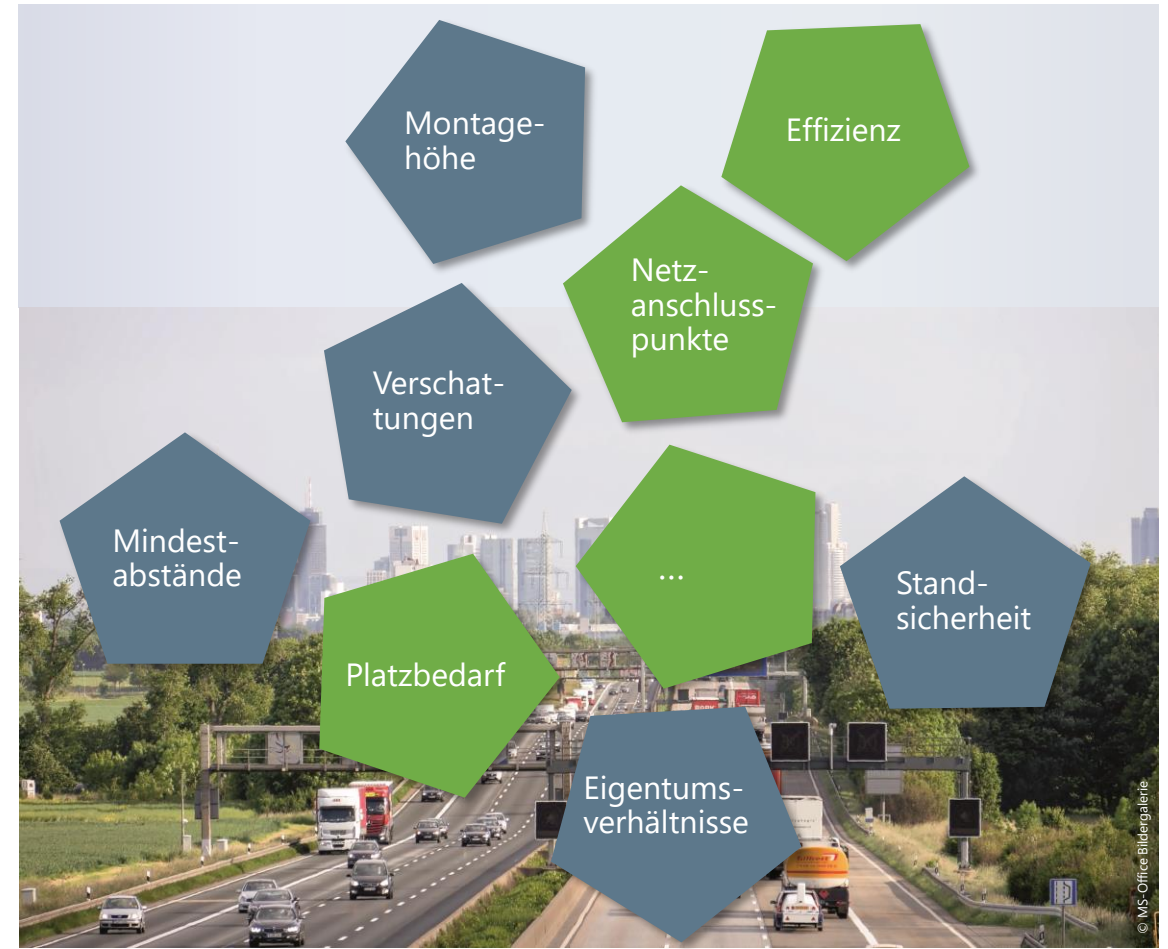 Montage-
höhe
Effizienz
Netz-
anschluss-
punkte
Verschat-
tungen
Mindest-
abstände
...
Stand-
sicherheit
Platzbedarf
Eigentums-
verhältnisse
© MS-Office Bildergalerie